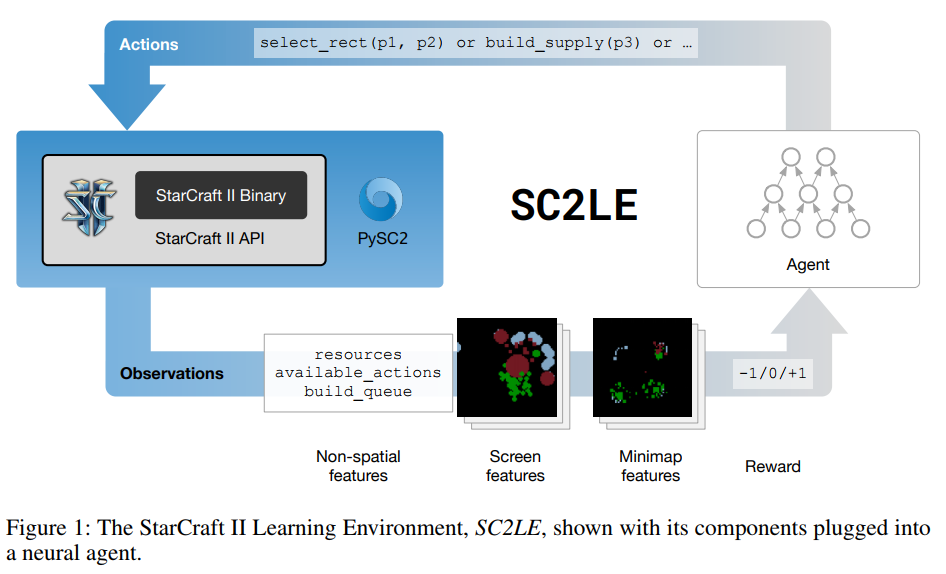 Actions
select_rect(p1, p2) or build_supply(p3) or …
StarCraft II Binary
StarCraft II API
PySC2
SC2LE
Agent
Observations
resources
available_actions
build_queue
-1/0/+1
Non-spatial
features
Screen
features
Minimap
features
Reward
Figure 1: The StarCraft II Learning Environment, SC2LE, shown with its components plugged into
a neural agent.